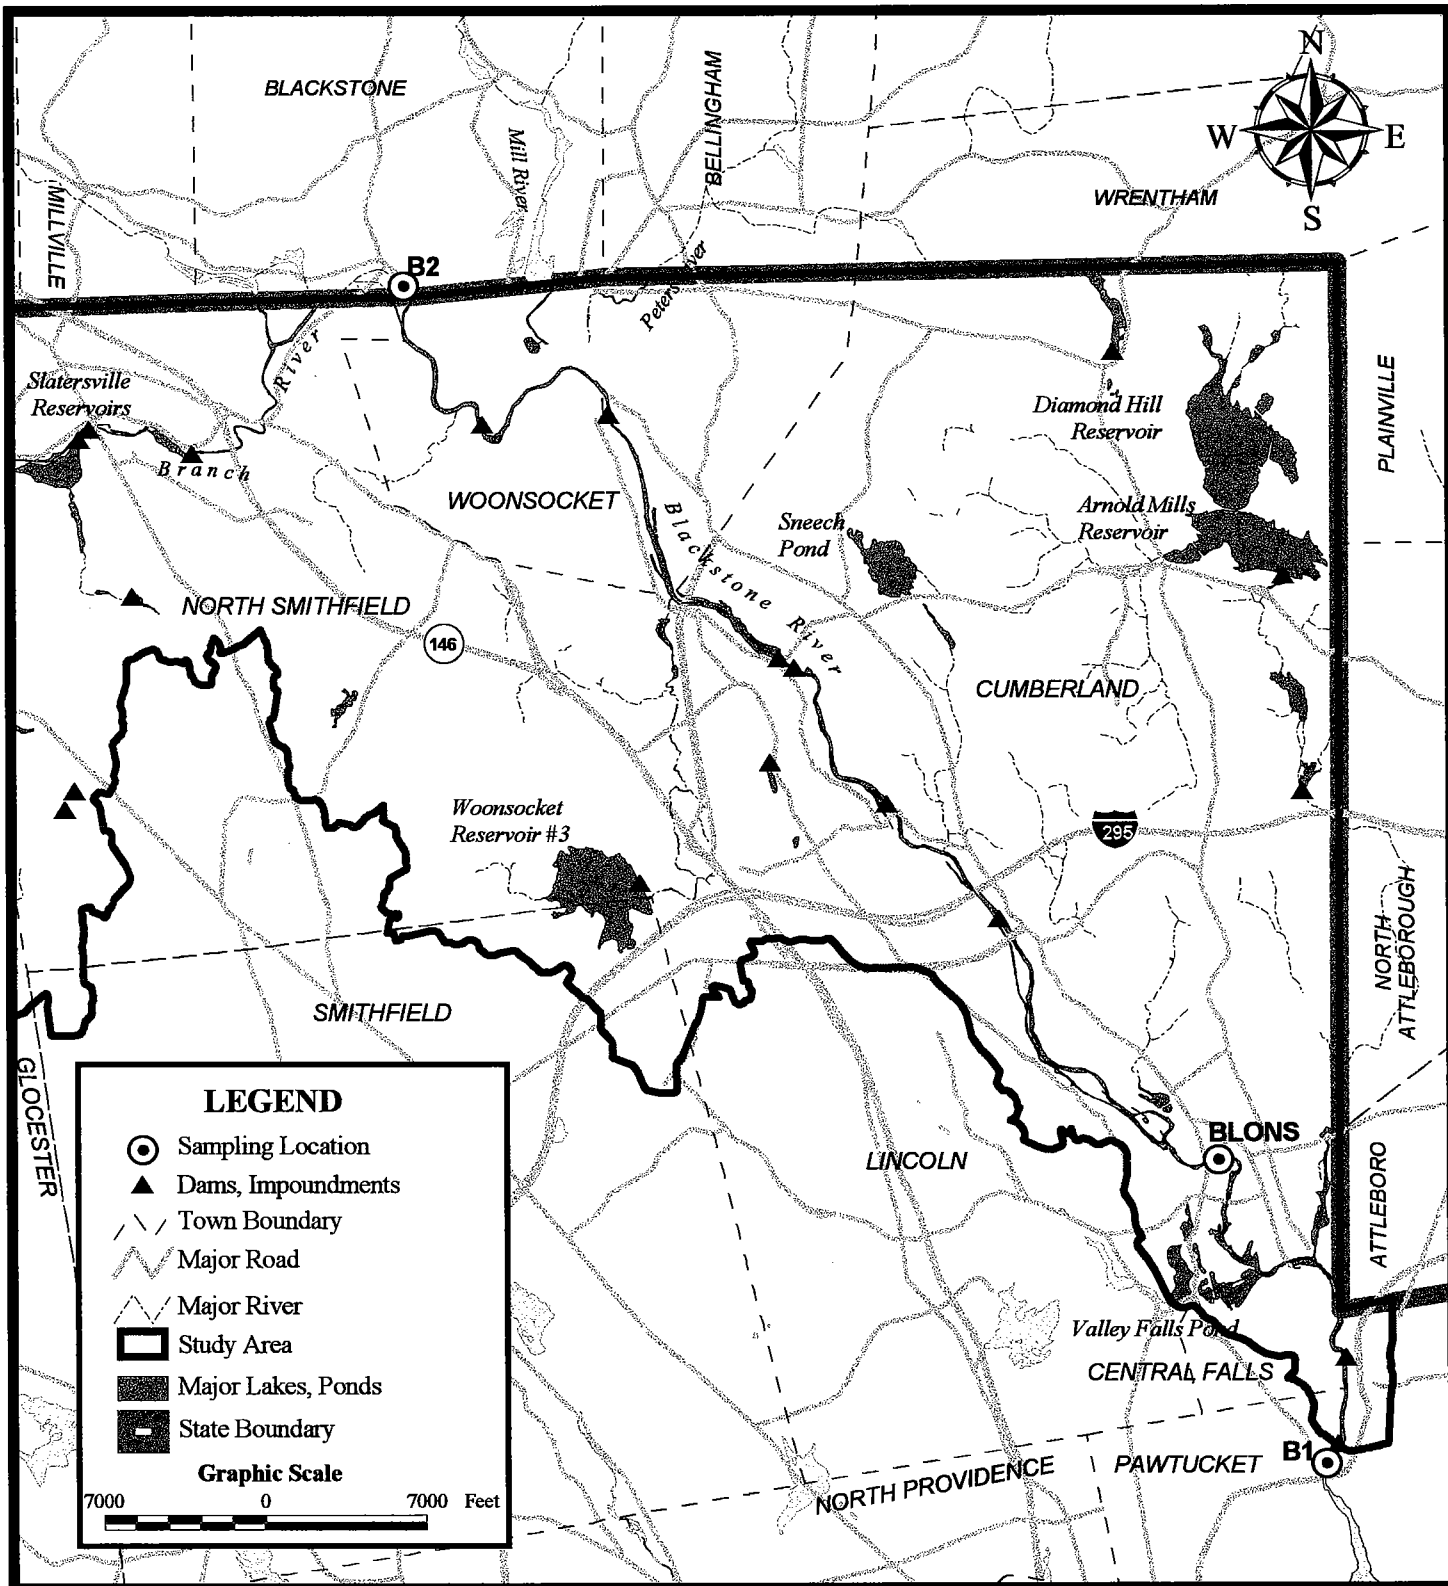 N
W
E
S
BLACKSTONE
BELLINGHAM
Mill River
WRENTHAM
MILLVILLE
B2
Peters River
River
Slatersville
Reservoirs
Branch
Diamond Hill
Reservoir
PLAINVILLE
WOONSOCKET
Blackstone River
Sneech
Pond
Arnold Mills
Reservoir
NORTH SMITHFIELD
146
CUMBERLAND
Woonsocket
Reservoir #3
295
NORTH
ATTLEBOROUGH
SMITHFIELD
GLOCESTER
BLONS
LINCOLN
ATTLEBORO
Valley Falls Pond
CENTRAL FALLS
B1
PAWTUCKET
NORTH PROVIDENCE
LEGEND
Sampling Location
Dams, Impoundments
Town Boundary
Major Road
Major River
Study Area
Major Lakes, Ponds
State Boundary
Graphic Scale
7000 0 7000 Feet